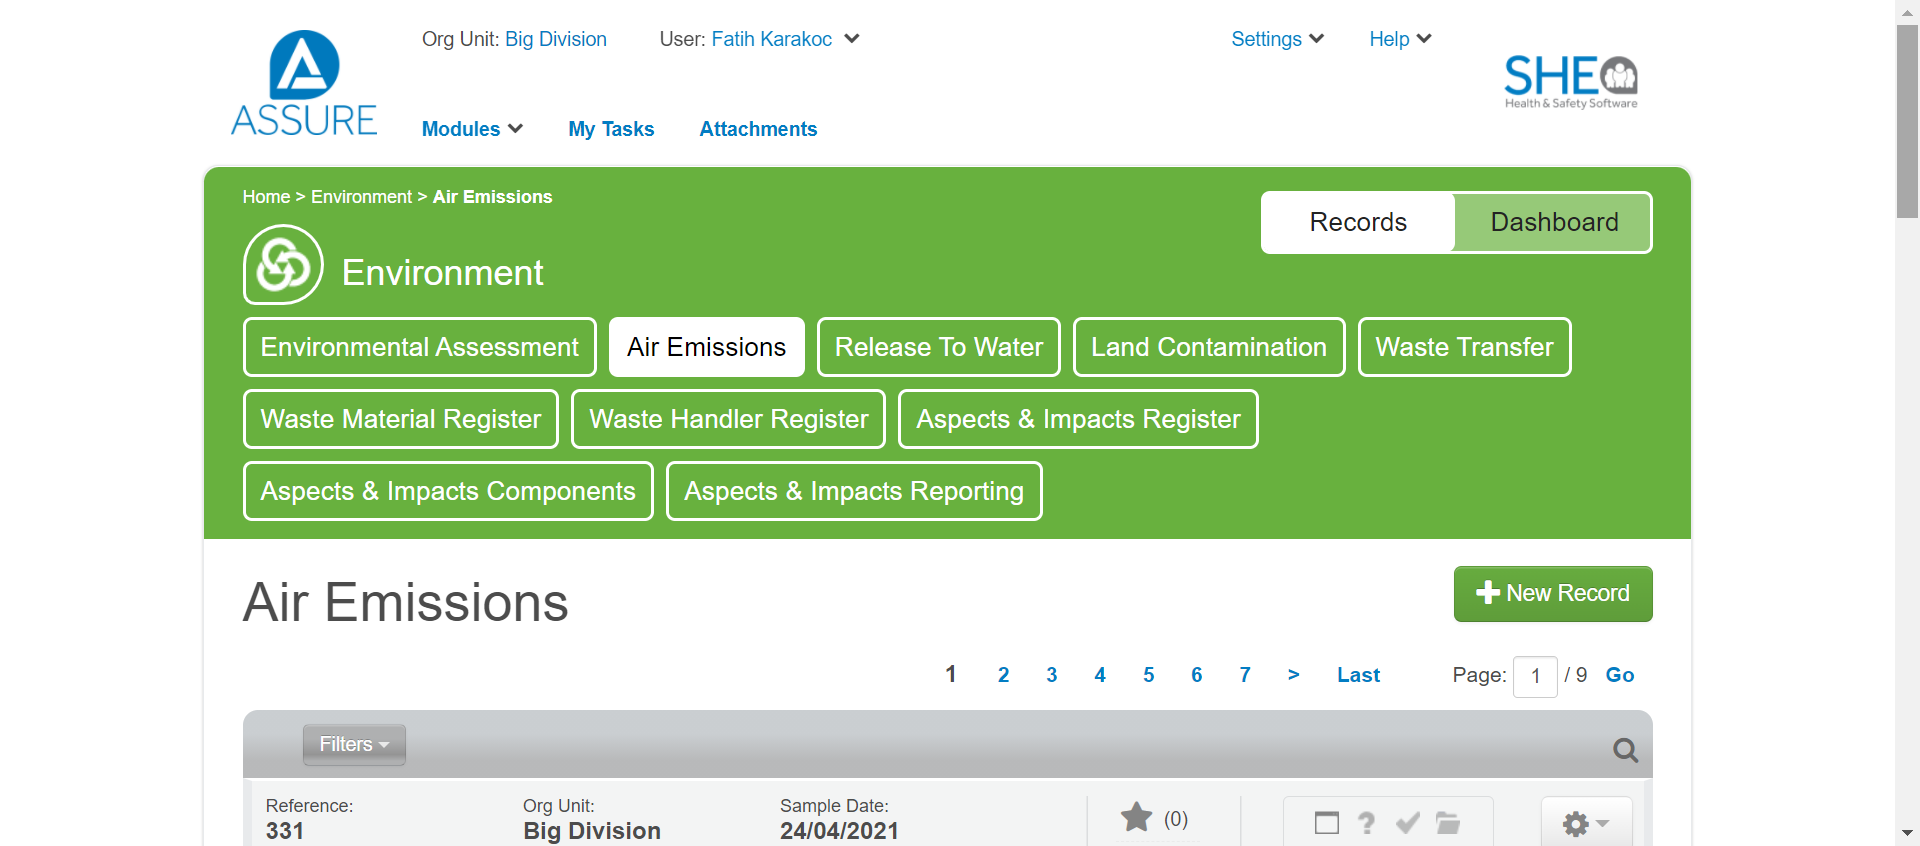 ASSURE
Org Unit: Big Division
User: Fatih Karakoc
Settings
Help
SHE
Health & Safety Software
Modules
My Tasks
Attachments
Home > Environment > Air Emissions
Records
Dashboard
Environment
Environmental Assessment
Air Emissions
Release To Water
Land Contamination
Waste Transfer
Waste Material Register
Waste Handler Register
Aspects & Impacts Register
Aspects & Impacts Components
Aspects & Impacts Reporting
Air Emissions
New Record
1 2 3 4 5 6 7 > Last
Page: 1 / 9 Go
Filters
Reference:
331
Org Unit:
Big Division
Sample Date:
24/04/2021
(0)
?